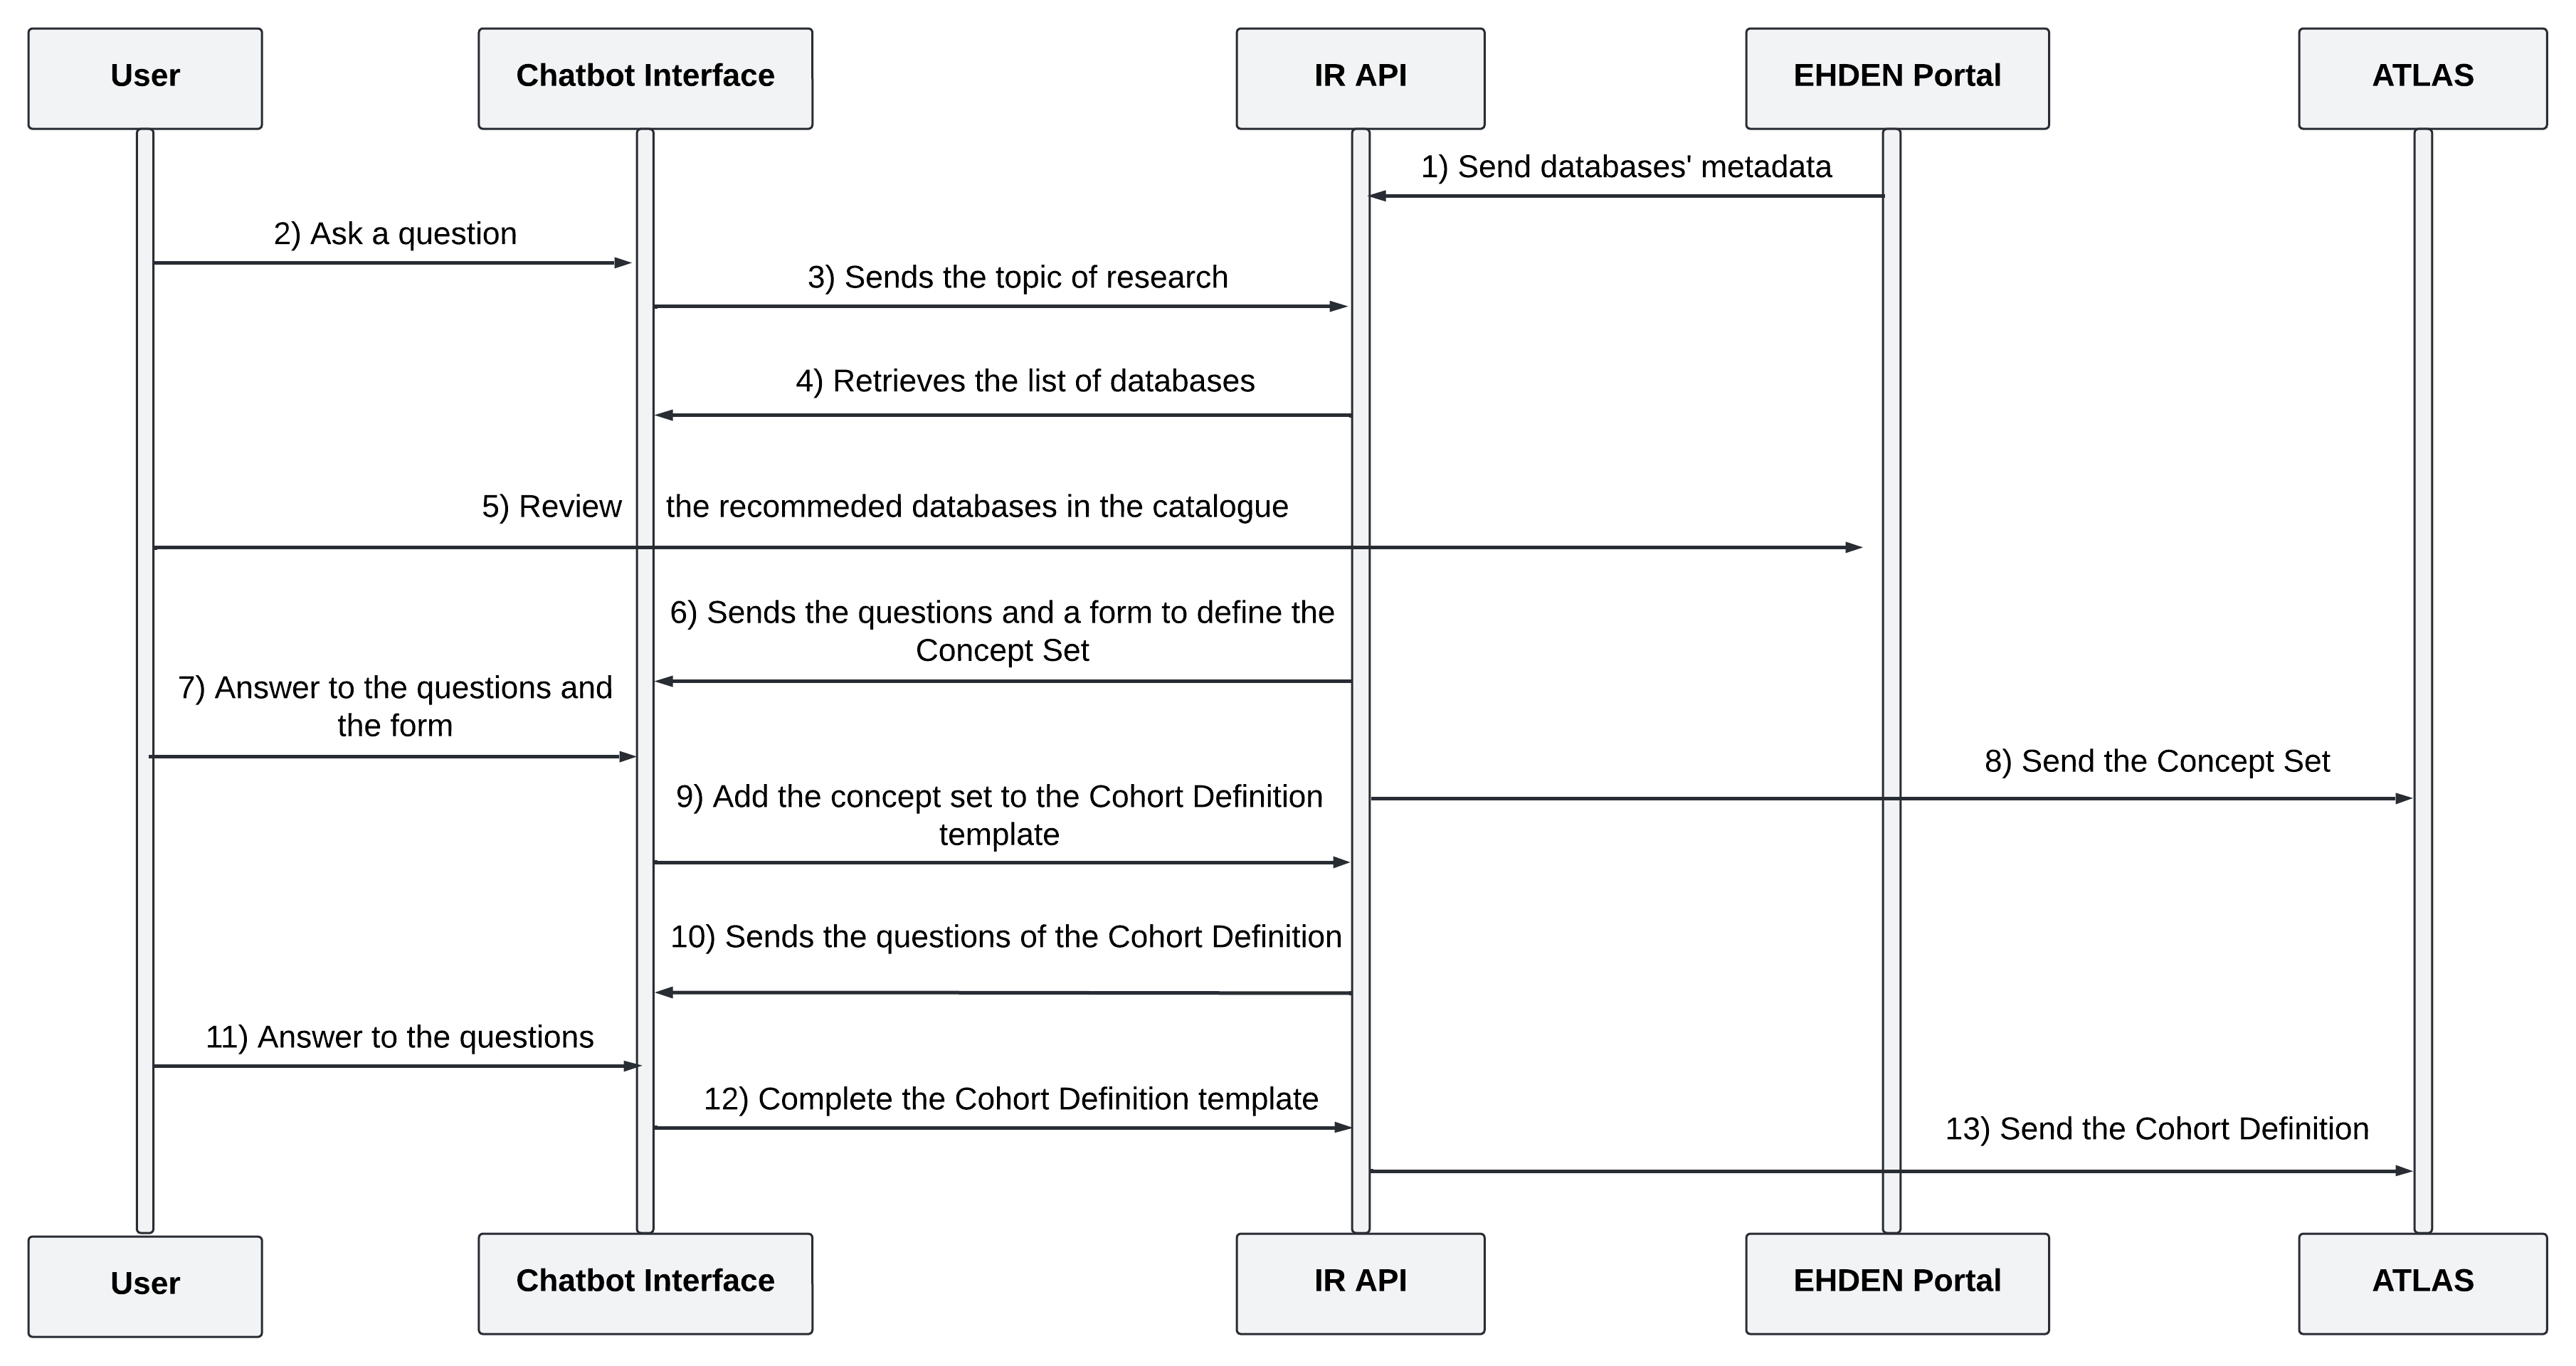 User
Chatbot Interface
IR API
EHDEN Portal
ATLAS
1) Send databases' metadata
2) Ask a question
3) Sends the topic of research
4) Retrieves the list of databases
5) Review the recommeded databases in the catalogue
6) Sends the questions and a form to define the
Concept Set
7) Answer to the questions and
the form
8) Send the Concept Set
9) Add the concept set to the Cohort Definition
template
10) Sends the questions of the Cohort Definition
11) Answer to the questions
12) Complete the Cohort Definition template
13) Send the Cohort Definition
User
Chatbot Interface
IR API
EHDEN Portal
ATLAS